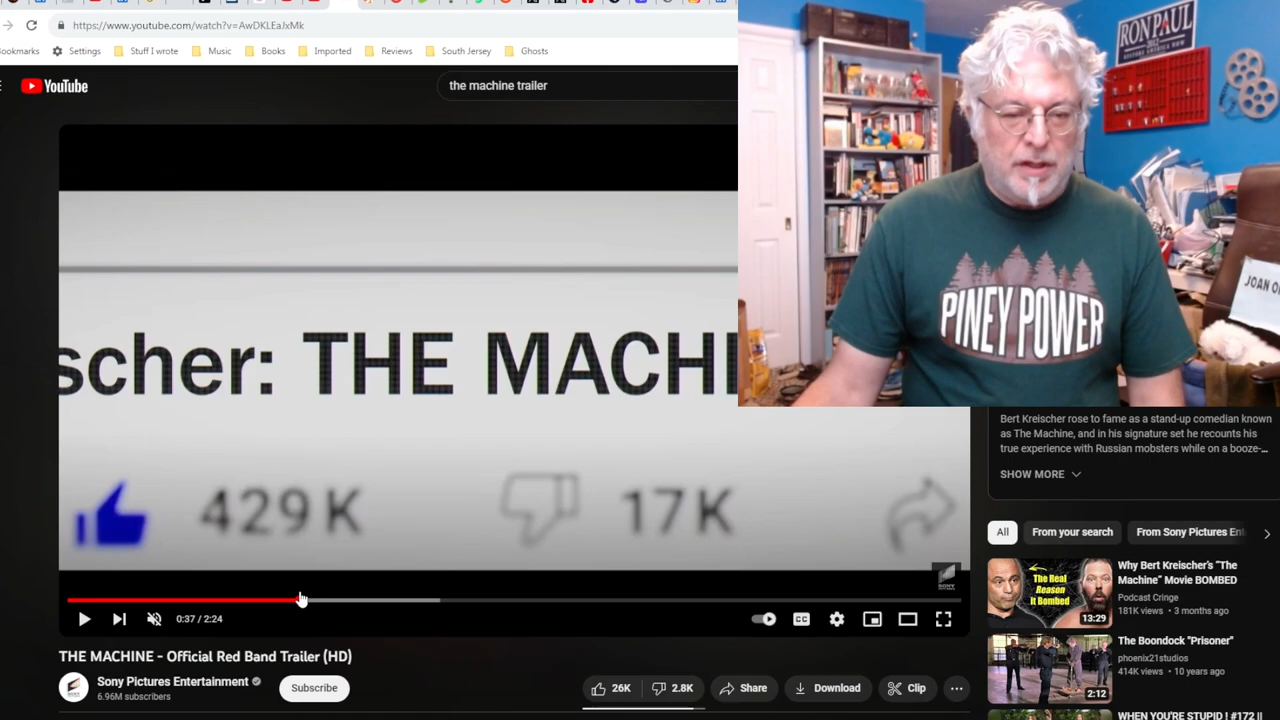 https://www.youtube.com/watch?v=AwDKLEaJxMk
ookmarks Settings Stuff I wrote Music Books Imported Reviews South Jersey Ghosts
YouTube
the machine trailer
RON PAUL
PINEY POWER
JOAN O
scher: THE MACHI
429 K 17K
SONY
0:37 / 2:24
CC
THE MACHINE - Official Red Band Trailer (HD)
Sony Pictures Entertainment
6.96M subscribers
Subscribe
26K 2.8K Share Download Clip
Bert Kreischer rose to fame as a stand-up comedian known
as The Machine, and in his signature set he recounts his
true experience with Russian mobsters while on a booze-...
SHOW MORE
All From your search From Sony Pictures En
The Real
Reason
It Bombed
13:29
Why Bert Kreischer's "The
Machine" Movie BOMBED
Podcast Cringe
181K views • 3 months ago
2:12
The Boondock "Prisoner"
phoenix21studios
414K views • 10 years ago
WHEN YOU'RE STUPID ! #172 ||